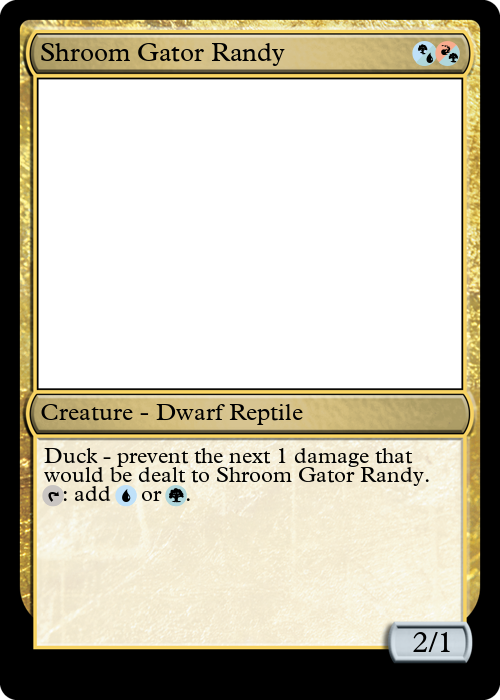 Shroom Gator Randy
Creature - Dwarf Reptile
Duck - prevent the next 1 damage that
would be dealt to Shroom Gator Randy.
: add or .
2/1